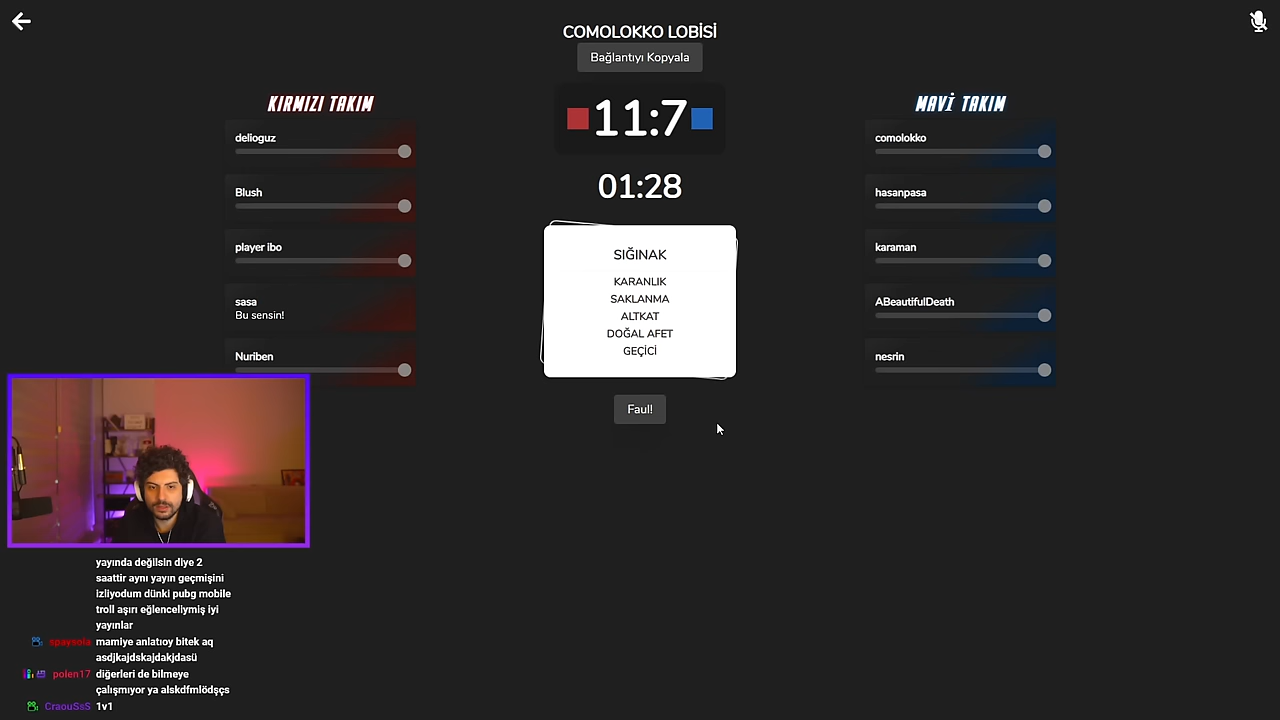 COMOLOKKO LOBİSİ
Bağlantıyı Kopyala
KIRMIZI TAKIM
11:7
MAVİ TAKIM
delioguz
Blush
player ibo
sasa
Bu sensin!
Nuriben
01:28
SIĞINAK
KARANLIK
SAKLANMA
ALTKAT
DOĞAL AFET
GEÇİCİ
Faul!
comolokko
hasanpasa
karaman
ABeautifulDeath
nesrin
yayında değilsin diye 2
saattir aynı yayın geçmişini
izliyodum dünki pubg mobile
troll aşırı eğlenceliymiş iyi
yayınlar
spaysola mamiye anlatıoy bitek aq
asdjkajdskajdakjdasü
polen17 diğerleri de bilmeye
çalışmıyor ya alskdfmlödşçs
CraouSsS 1v1